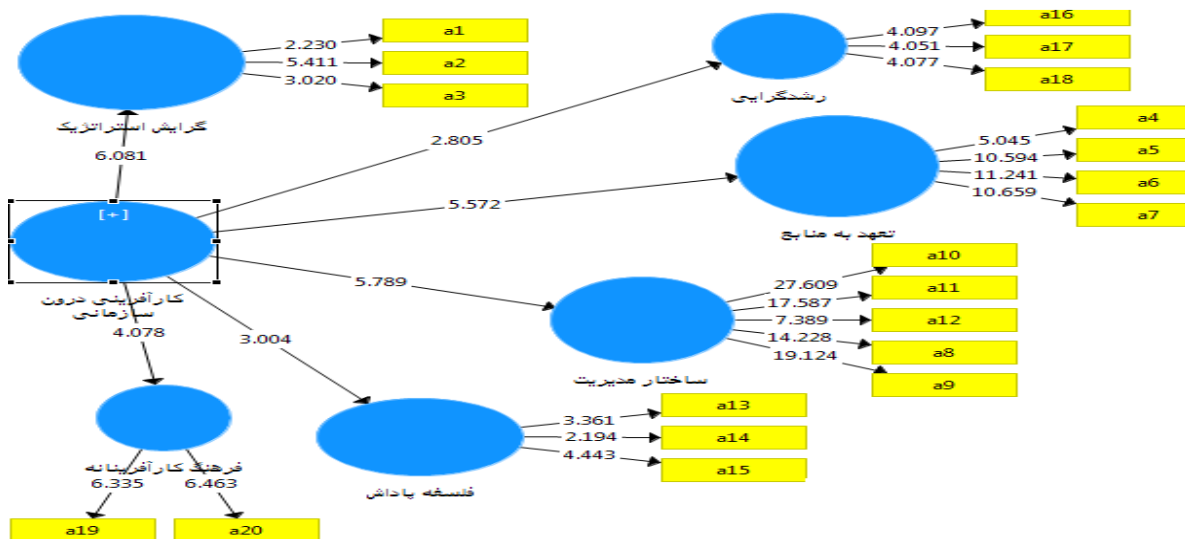 a1
2.230
a2
5.411
a3
3.020
گرایش استراتژیک
6.081
a16
4.097
a17
4.051
a18
4.077
رشدگرایی
2.805
a4
5.045
a5
10.594
a6
11.241
a7
10.659
تعهد به منابع
5.572
[+]
کارآفرینی درون
سازمانی
5.789
a10
27.609
a11
17.587
a12
7.389
a8
14.228
a9
19.124
ساختار مدیریت
4.078
3.004
a13
3.361
a14
2.194
a15
4.443
فلسفه پاداش
فرهنگ کارآفرینانه
6.335
6.463
a19
a20